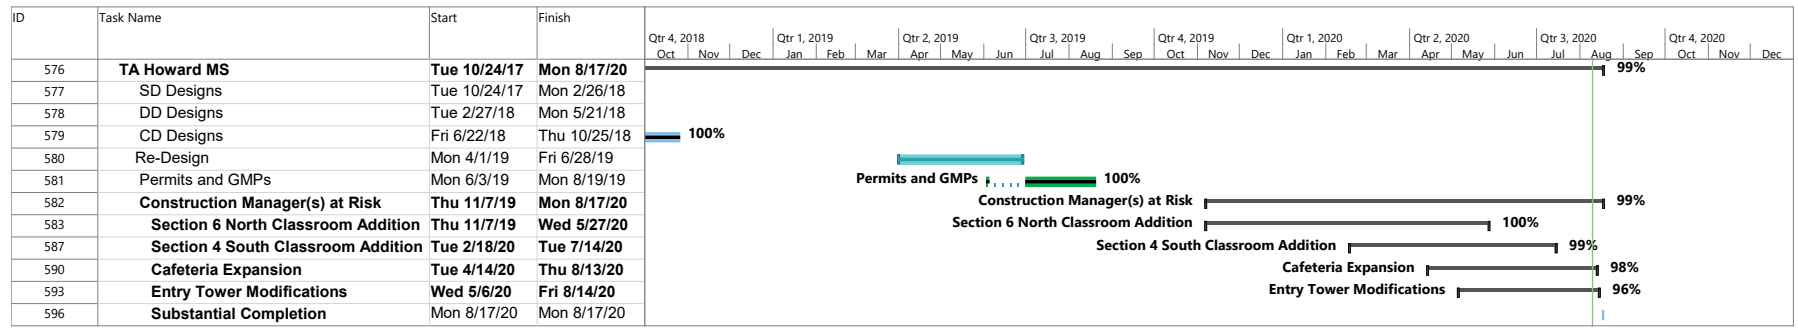 ID Task Name Start Finish
Qtr 4, 2018 Qtr 1, 2019 Qtr 2, 2019 Qtr 3, 2019 Qtr 4, 2019 Qtr 1, 2020 Qtr 2, 2020 Qtr 3, 2020 Qtr 4, 2020
Oct Nov Dec Jan Feb Mar Apr May Jun Jul Aug Sep Oct Nov Dec Jan Feb Mar Apr May Jun Jul Aug Sep Oct Nov Dec
576 TA Howard MS Tue 10/24/17 Mon 8/17/20 99%
577 SD Designs Tue 10/24/17 Mon 2/26/18
578 DD Designs Tue 2/27/18 Mon 5/21/18
579 CD Designs Fri 6/22/18 Thu 10/25/18 100%
580 Re-Design Mon 4/1/19 Fri 6/28/19
581 Permits and GMPs Mon 6/3/19 Mon 8/19/19 Permits and GMPs 100%
582 Construction Manager(s) at Risk Thu 11/7/19 Mon 8/17/20 Construction Manager(s) at Risk 99%
583 Section 6 North Classroom Addition Thu 11/7/19 Wed 5/27/20 Section 6 North Classroom Addition 100%
587 Section 4 South Classroom Addition Tue 2/18/20 Tue 7/14/20 Section 4 South Classroom Addition 99%
590 Cafeteria Expansion Tue 4/14/20 Thu 8/13/20 Cafeteria Expansion 98%
593 Entry Tower Modifications Wed 5/6/20 Fri 8/14/20 Entry Tower Modifications 96%
596 Substantial Completion Mon 8/17/20 Mon 8/17/20